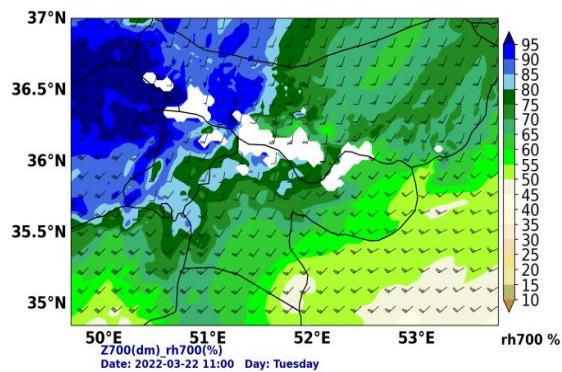 37°N
36.5°N
36°N
35.5°N
35°N
50°E
51°E
52°E
53°E
95
90
85
80
75
70
65
60
55
50
45
40
35
30
25
20
15
10
rh700 %
Z700(dm)_rh700(%)
Date: 2022-03-22 11:00 Day: Tuesday